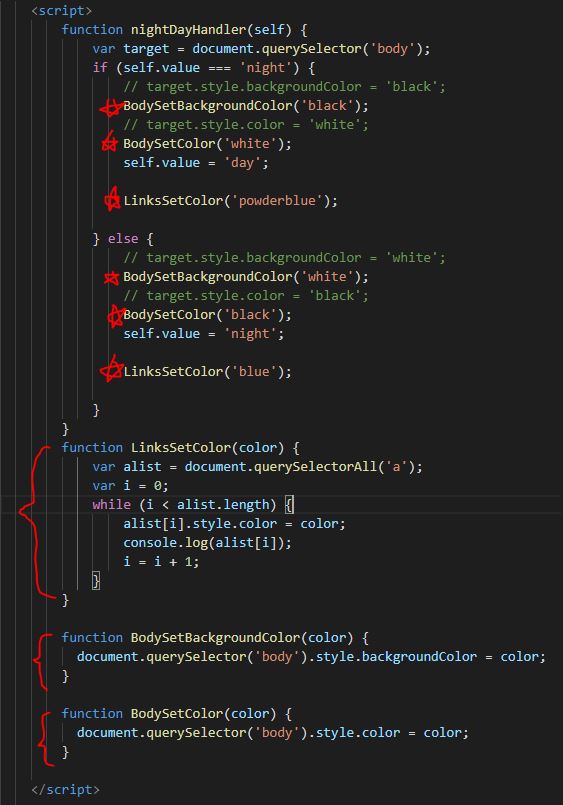 <script>
function nightDayHandler(self) {
var target = document.querySelector('body');
if (self.value === 'night') {
// target.style.backgroundColor = 'black';
BodySetBackgroundColor('black');
// target.style.color = 'white';
BodySetColor('white');
self.value = 'day';
LinksSetColor('powderblue');
} else {
// target.style.backgroundColor = 'white';
BodySetBackgroundColor('white');
// target.style.color = 'black';
BodySetColor('black');
self.value = 'night';
LinksSetColor('blue');
}
}
function LinksSetColor(color) {
var alist = document.querySelectorAll('a');
var i = 0;
while (i < alist.length) {
alist[i].style.color = color;
console.log(alist[i]);
i = i + 1;
}
}
function BodySetBackgroundColor(color) {
document.querySelector('body').style.backgroundColor = color;
}
function BodySetColor(color) {
document.querySelector('body').style.color = color;
}
</script>